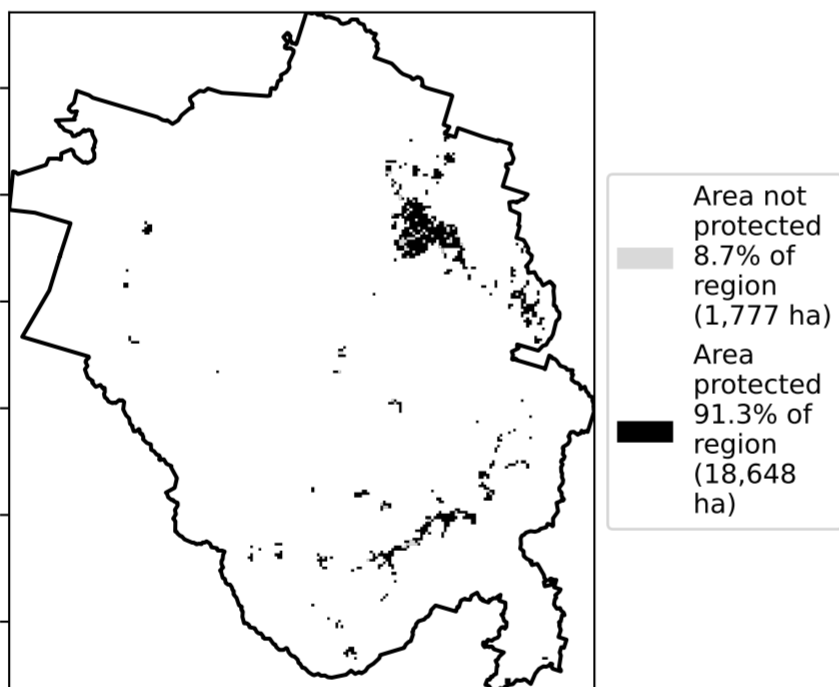 Area not
protected
8.7% of
region
(1,777 ha)
Area
protected
91.3% of
region
(18,648
ha)